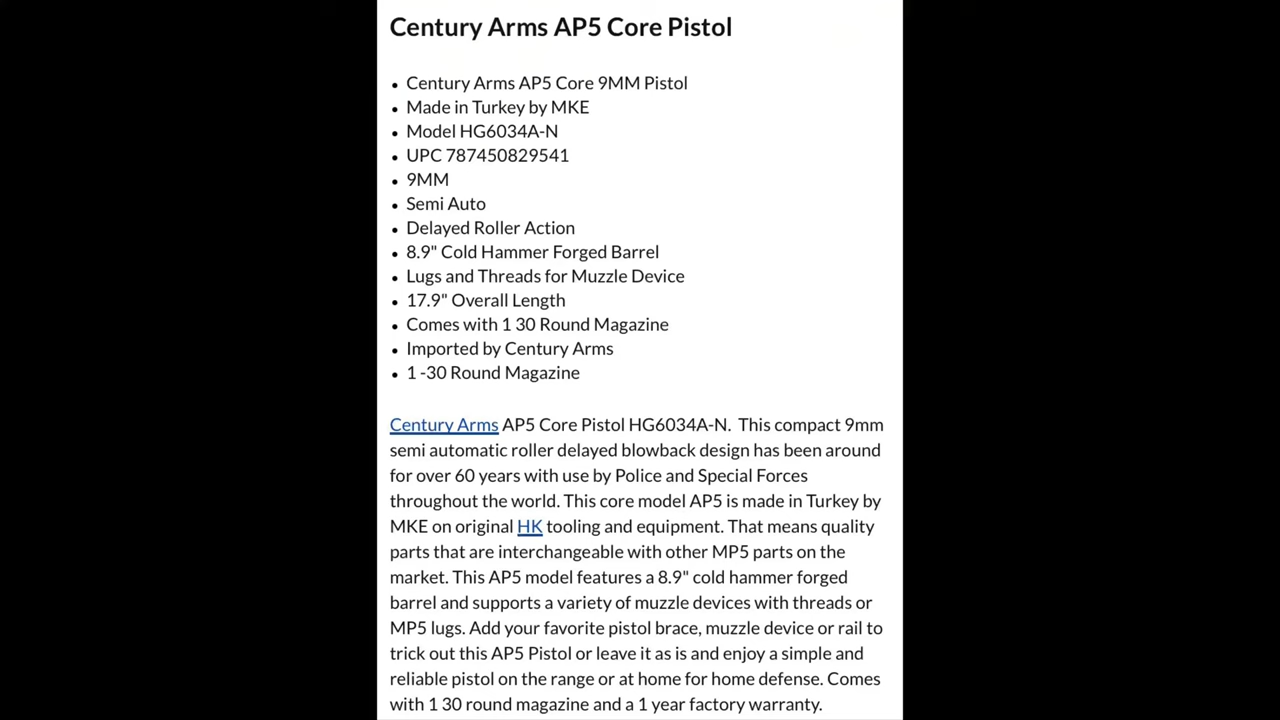 Century Arms AP5 Core Pistol
• Century Arms AP5 Core 9MM Pistol
• Made in Turkey by MKE
• Model HG6034A-N
• UPC 787450829541
• 9MM
• Semi Auto
• Delayed Roller Action
• 8.9" Cold Hammer Forged Barrel
• Lugs and Threads for Muzzle Device
• 17.9" Overall Length
• Comes with 1 30 Round Magazine
• Imported by Century Arms
• 1 -30 Round Magazine
Century Arms AP5 Core Pistol HG6034A-N.  This compact 9mm
semi automatic roller delayed blowback design has been around
for over 60 years with use by Police and Special Forces
throughout the world. This core model AP5 is made in Turkey by
MKE on original HK tooling and equipment. That means quality
parts that are interchangeable with other MP5 parts on the
market. This AP5 model features a 8.9" cold hammer forged
barrel and supports a variety of muzzle devices with threads or
MP5 lugs. Add your favorite pistol brace, muzzle device or rail to
trick out this AP5 Pistol or leave it as is and enjoy a simple and
reliable pistol on the range or at home for home defense. Comes
with 1 30 round magazine and a 1 year factory warranty.